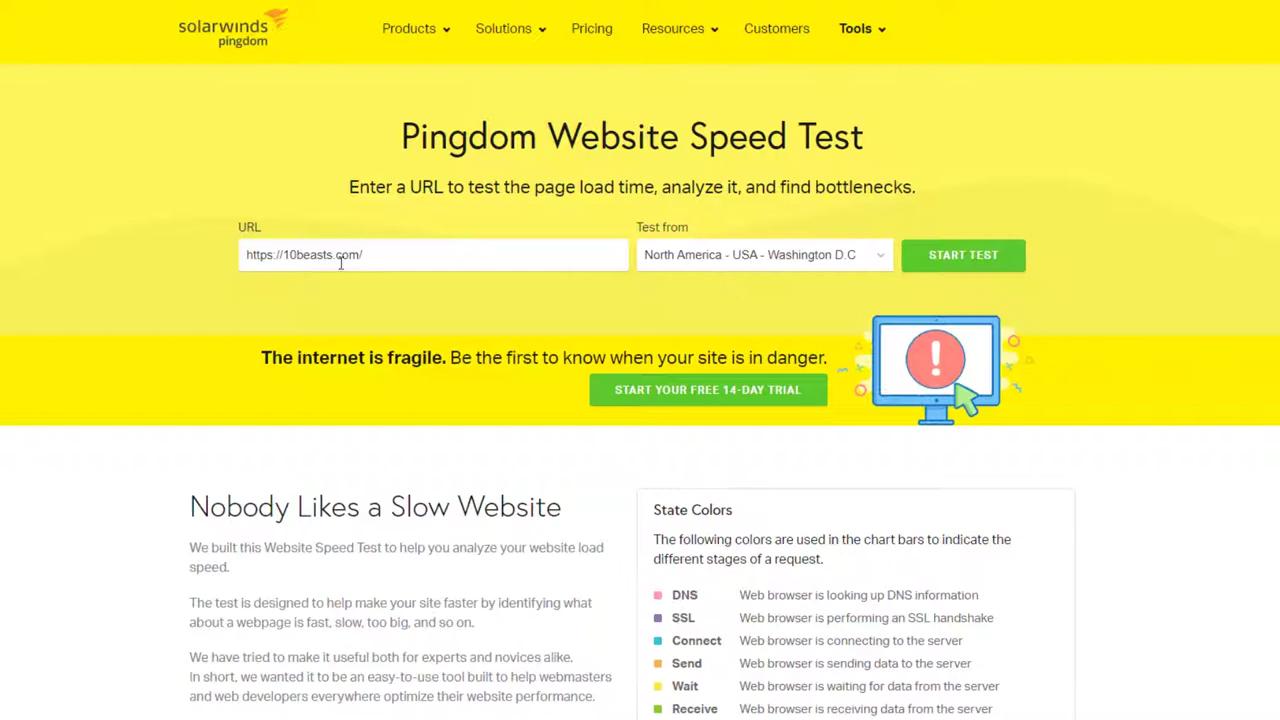 solarwinds
pingdom
Products
Solutions
Pricing
Resources
Customers
Tools
Pingdom Website Speed Test
Enter a URL to test the page load time, analyze it, and find bottlenecks.
URL
Test from
https://10beasts.com/
North America - USA - Washington D.C
START TEST
The internet is fragile. Be the first to know when your site is in danger.
START YOUR FREE 14-DAY TRIAL
!
Nobody Likes a Slow Website
We built this Website Speed Test to help you analyze your website load
speed.
The test is designed to help make your site faster by identifying what
about a webpage is fast, slow, too big, and so on.
We have tried to make it useful both for experts and novices alike.
In short, we wanted it to be an easy-to-use tool built to help webmasters
and web developers everywhere optimize their website performance.
State Colors
The following colors are used in the chart bars to indicate the
different stages of a request.
DNS Web browser is looking up DNS information
SSL Web browser is performing an SSL handshake
Connect Web browser is connecting to the server
Send Web browser is sending data to the server
Wait Web browser is waiting for data from the server
Receive Web browser is receiving data from the server